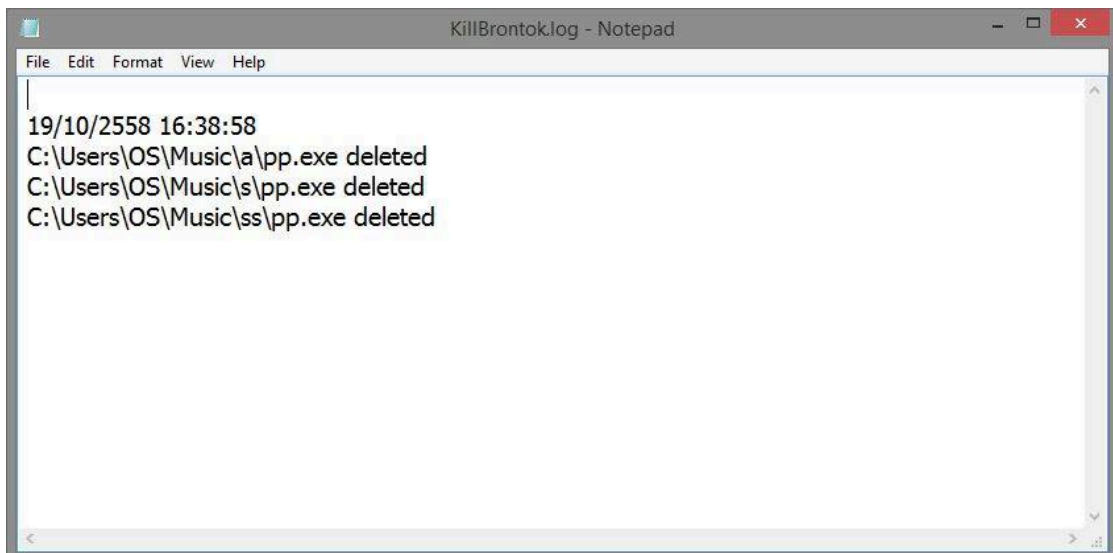 KillBrontok.log - Notepad
File Edit Format View Help
19/10/2558 16:38:58
C:\Users\OS\Music\a\pp.exe deleted
C:\Users\OS\Music\s\pp.exe deleted
C:\Users\OS\Music\ss\pp.exe deleted